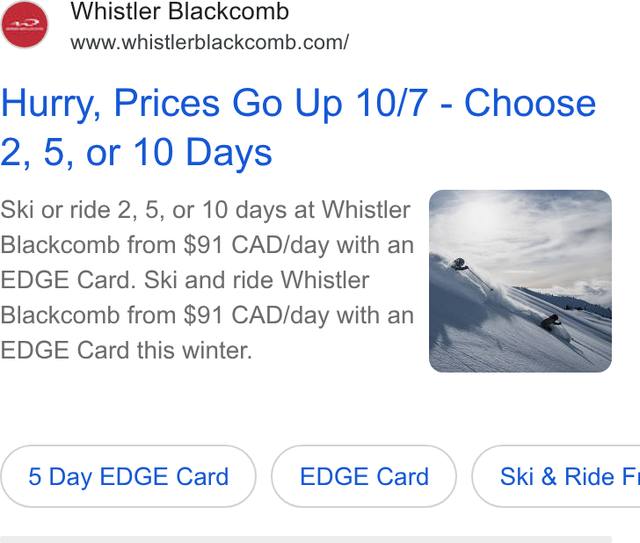 Whistler Blackcomb
www.whistlerblackcomb.com/
Hurry, Prices Go Up 10/7 - Choose
2, 5, or 10 Days
Ski or ride 2, 5, or 10 days at Whistler
Blackcomb from $91 CAD/day with an
EDGE Card. Ski and ride Whistler
Blackcomb from $91 CAD/day with an
EDGE Card this winter.
5 Day EDGE Card
EDGE Card
Ski & Ride